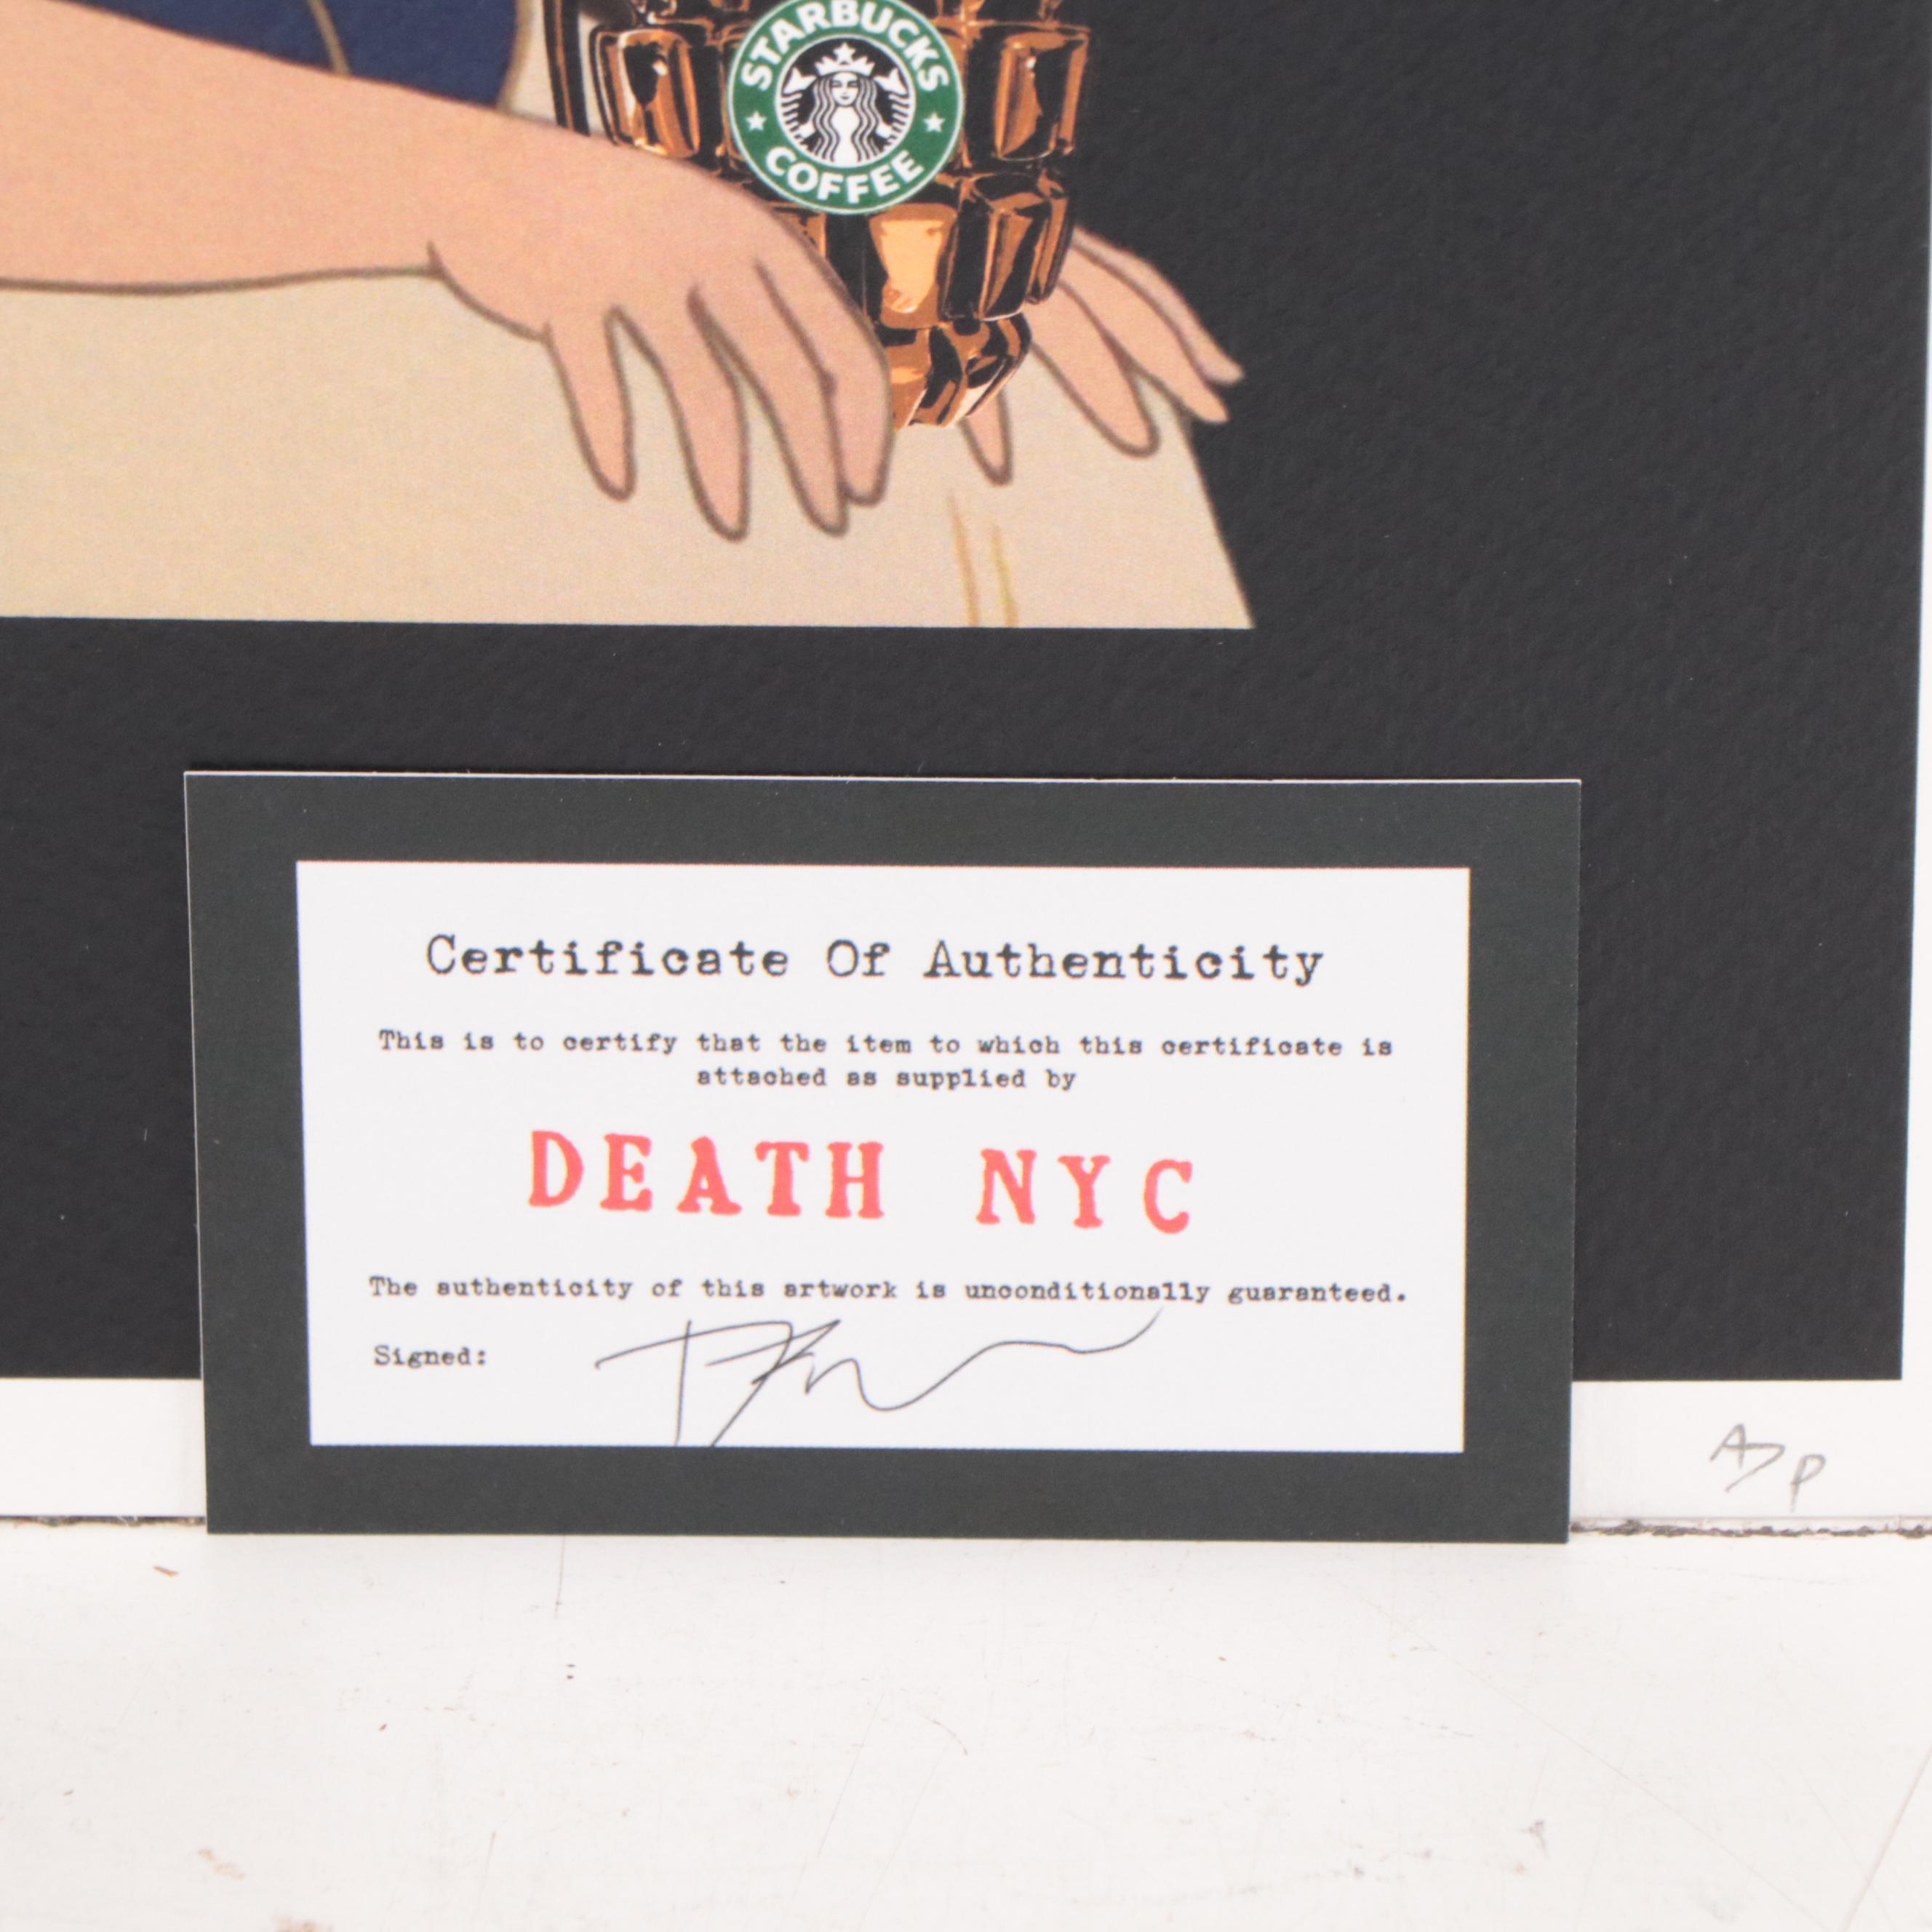 STARBUCKS
COFFEE
Certificate Of Authenticity
This is to certify that the item to which this certificate is
attached as supplied by
DEATH NYC
The authenticity of this artwork is unconditionally guaranteed.
Signed:
A/P